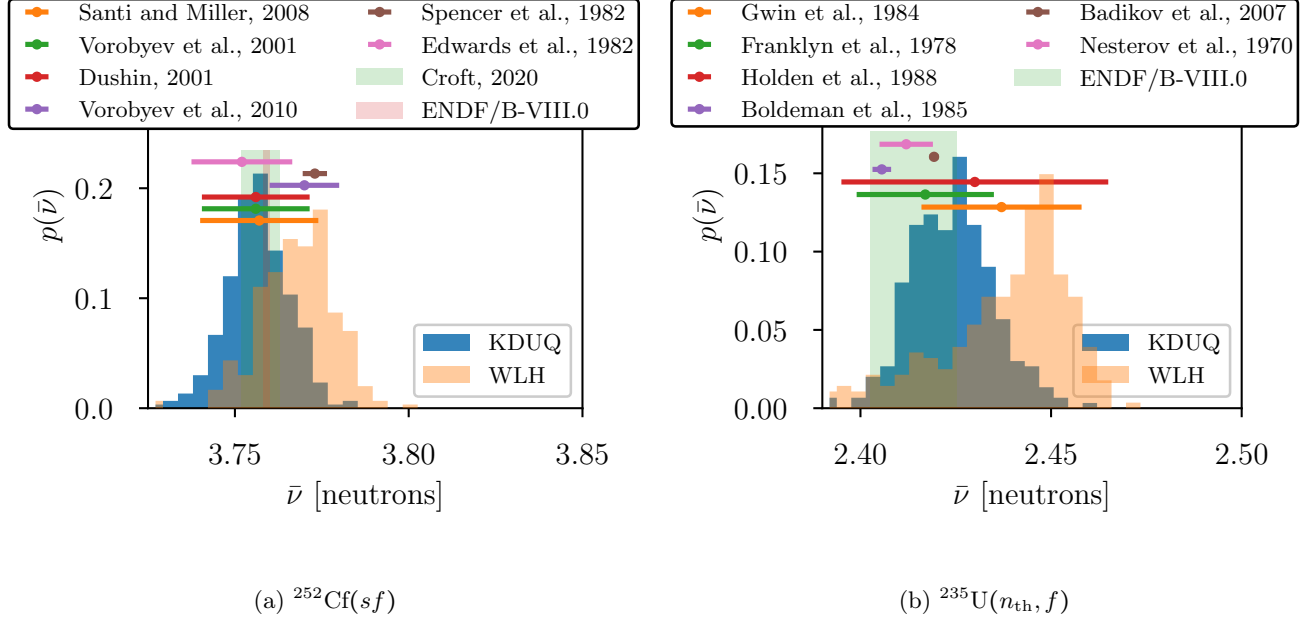 Santi and Miller, 2008
Vorobyev et al., 2001
Dushin, 2001
Vorobyev et al., 2010
Spencer et al., 1982
Edwards et al., 1982
Croft, 2020
ENDF/B-VIII.0
p(ν̄)
0.2
0.1
0.0
KDUQ
WLH
3.75
3.80
3.85
ν̄ [neutrons]
(a) ²⁵²Cf(sf)
Gwin et al., 1984
Franklyn et al., 1978
Holden et al., 1988
Boldeman et al., 1985
Badikov et al., 2007
Nesterov et al., 1970
ENDF/B-VIII.0
p(ν̄)
0.15
0.10
0.05
0.00
KDUQ
WLH
2.40
2.45
2.50
ν̄ [neutrons]
(b) ²³⁵U(nₜₕ, f)